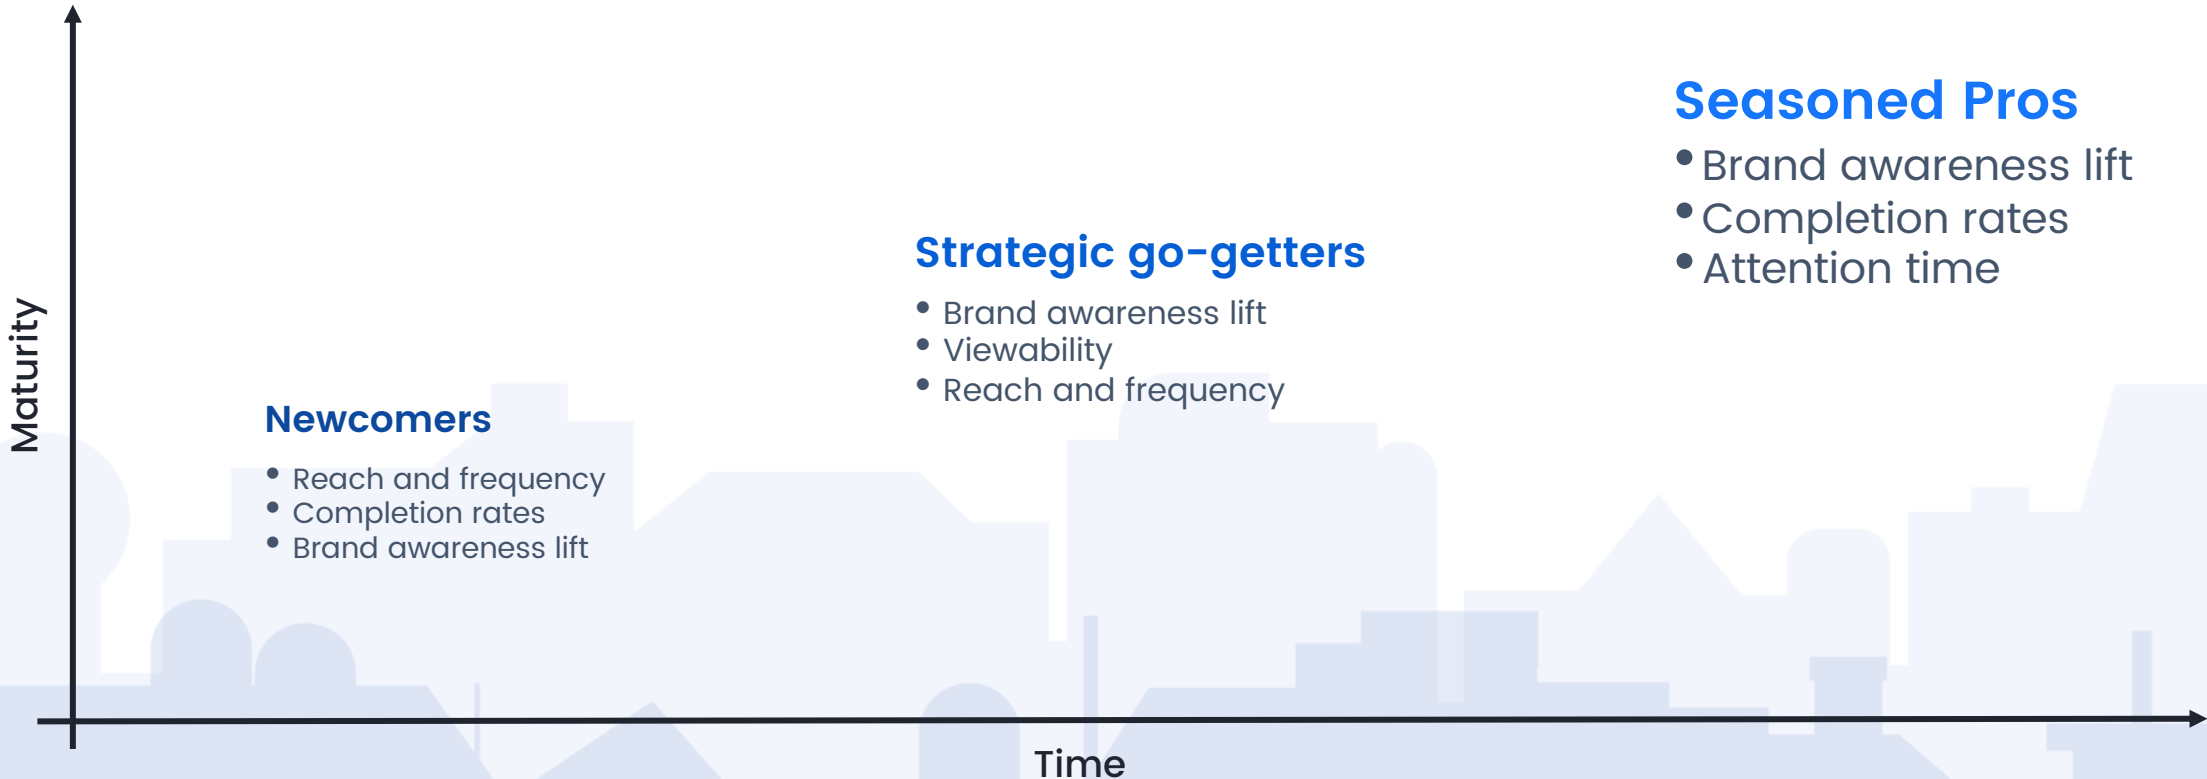 Maturity
Newcomers
• Reach and frequency
• Completion rates
• Brand awareness lift
Strategic go-getters
• Brand awareness lift
• Viewability
• Reach and frequency
Seasoned Pros
• Brand awareness lift
• Completion rates
• Attention time
Time